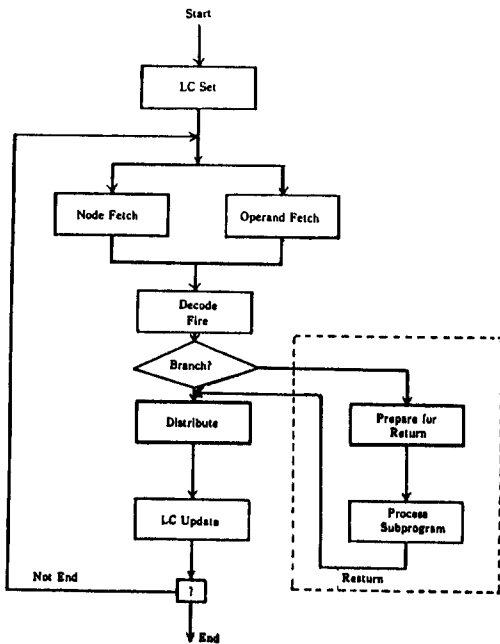 Start
LC Set
Node Fetch
Operand Fetch
Decode
Fire
Branch?
Distribute
Prepare for
Return
LC Update
Process
Subprogram
Not End
?
Resturn
End